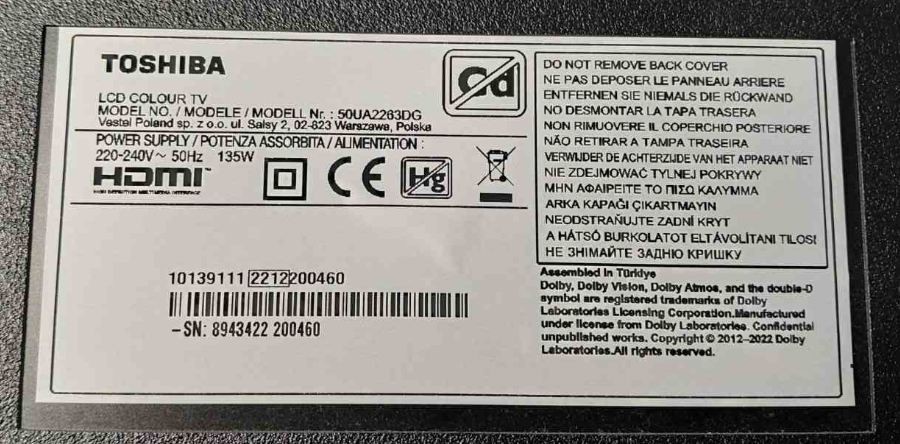 TOSHIBA
LCD COLOUR TV
MODEL NO. / MODELE / MODELL Nr. : 50UA2263DG
Vestel Poland sp. z o.o. ul. Salsy 2, 02-823 Warszawa, Polska
POWER SUPPLY / POTENZA ASSORBITA / ALIMENTATION :
220-240V~ 50Hz 135W
HDMI™
HIGH DEFINITION MULTIMEDIA INTERFACE
CE
Hg
Cd
10139111 2212 200460
-SN: 8943422 200460
DO NOT REMOVE BACK COVER
NE PAS DEPOSER LE PANNEAU ARRIERE
ENTFERNEN SIE NIEMALS DIE RÜCKWAND
NO DESMONTAR LA TAPA TRASERA
NON RIMUOVERE IL COPERCHIO POSTERIORE
NÃO RETIRAR A TAMPA TRASEIRA
VERWIJDER DE ACHTERZIJDE VAN HET APPARAAT NIET
NIE ZDEJMOWAĆ TYLNEJ POKRYWY
ΜΗΝ ΑΦΑΙΡΕΙΤΕ ΤΟ ΠΙΣΩ ΚΑΛΥΜΜΑ
ARKA KAPAĞI ÇIKARTMAYIN
NEODSTRAŇUJTE ZADNÍ KRYT
A HÁTSÓ BURKOLATOT ELTÁVOLÍTANI TILOS!
НЕ ЗНІМАЙТЕ ЗАДНЮ КРИШКУ
Assembled in Türkiye
Dolby, Dolby Vision, Dolby Atmos, and the double-D
symbol are registered trademarks of Dolby
Laboratories Licensing Corporation.Manufactured
under license from Dolby Laboratories. Confidential
unpublished works. Copyright © 2012-2022 Dolby
Laboratories.All rights reserved.